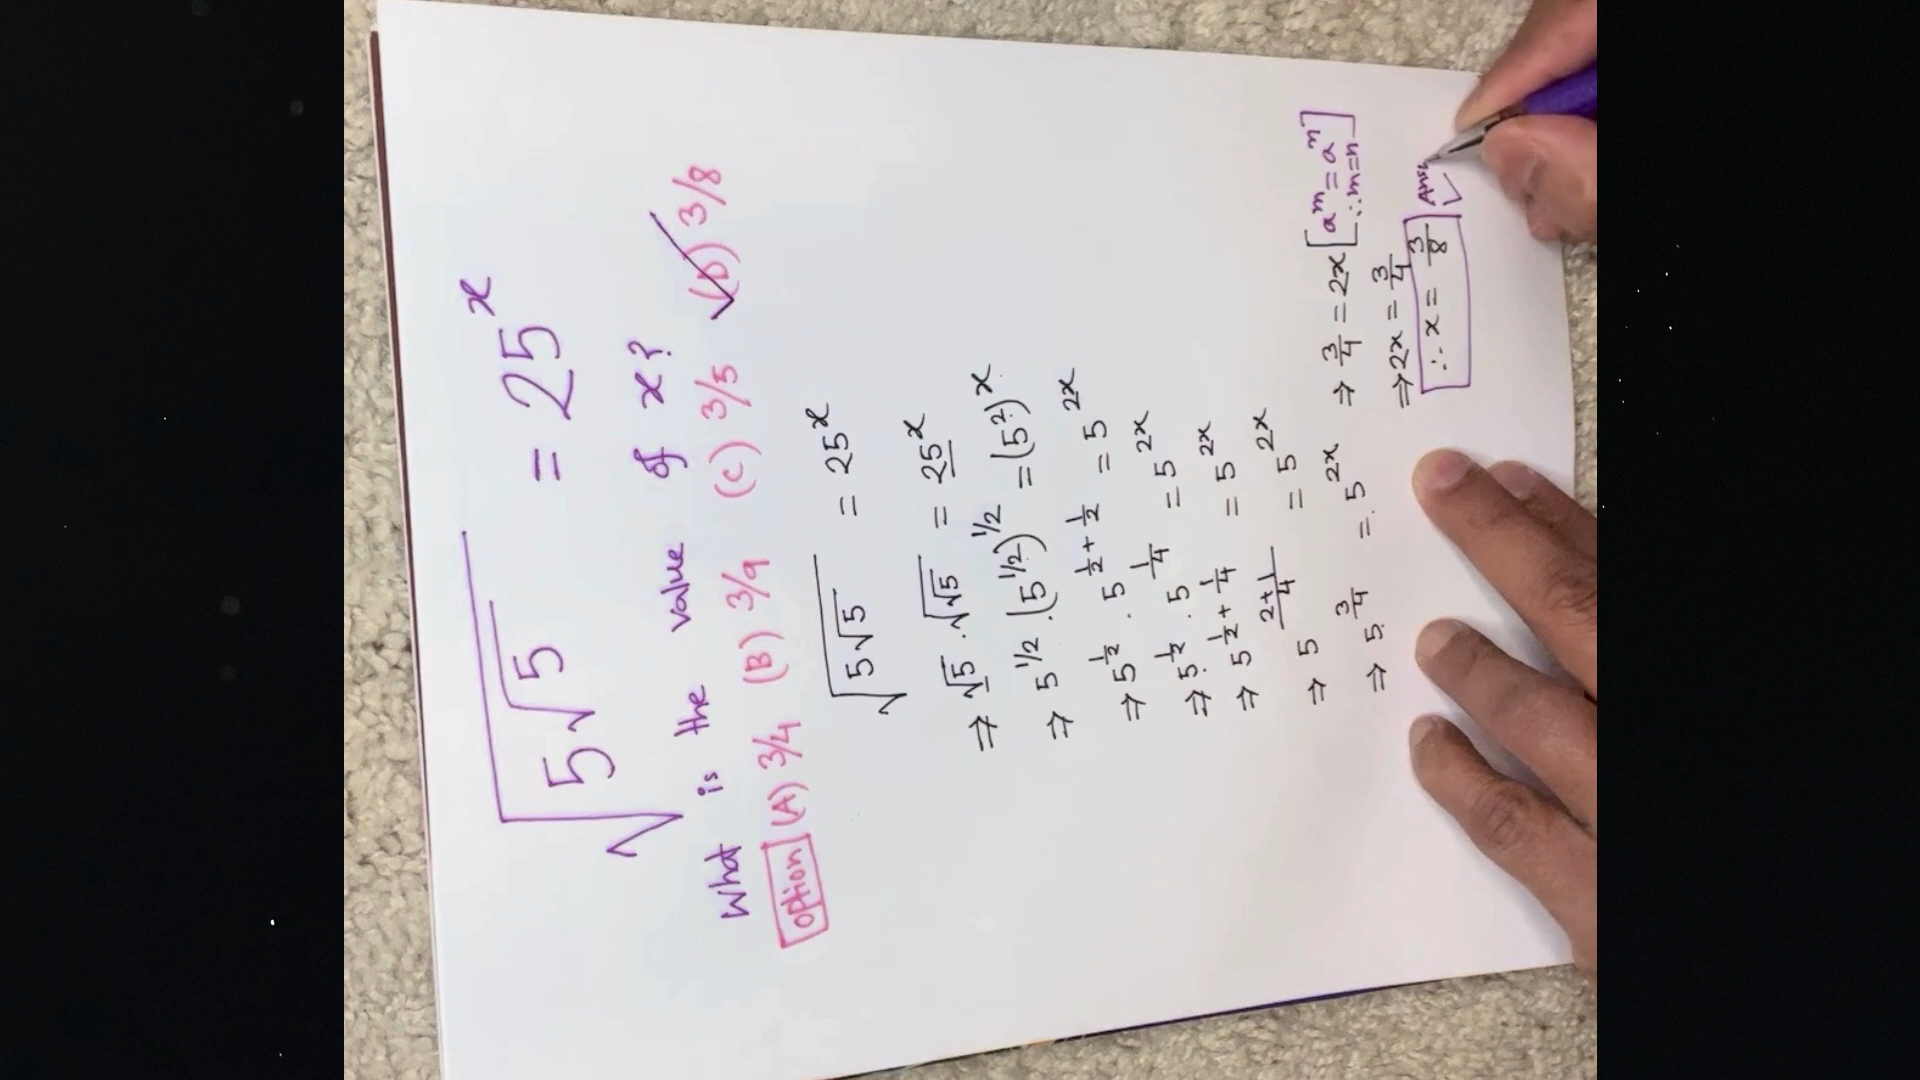 √(5√5) = 25^x
What is the value of x?
option (A) 3/4 (B) 3/9 (C) 3/5 (D) 3/8
√(5√5) = 25^x
⇒ √5 . √(√5) = 25^x
⇒ 5^1/2 . (5^1/2)^1/2 = (5^2)^x
⇒ 5^1/2 . 5^1/2+1/2 = 5^2x
⇒ 5^1/2 . 5^1/4 = 5^2x
⇒ 5^1/2+1/4 = 5^2x
⇒ 5^(2+1)/4 = 5^2x
⇒ 5^3/4 = 5^2x
⇒ 3/4 = 2x [a^m = a^n ∴ m=n]
⇒ 2x = 3/4
∴ x = 3/8 Ans